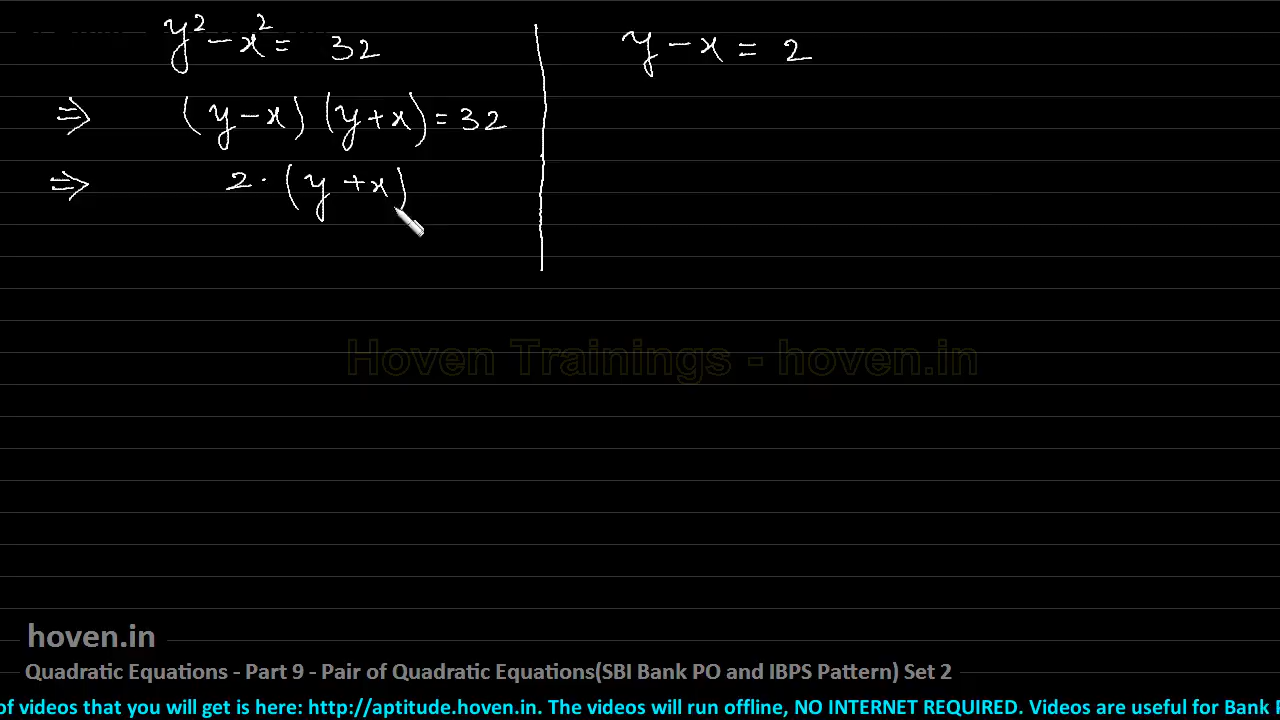 y² - x² = 32
⇒ (y - x) (y + x) = 32
⇒ 2 · (y + x)
y - x = 2
Hoven Trainings - hoven.in
hoven.in
Quadratic Equations - Part 9 - Pair of Quadratic Equations(SBI Bank PO and IBPS Pattern) Set 2
of videos that you will get is here: http://aptitude.hoven.in. The videos will run offline, NO INTERNET REQUIRED. Videos are useful for Bank